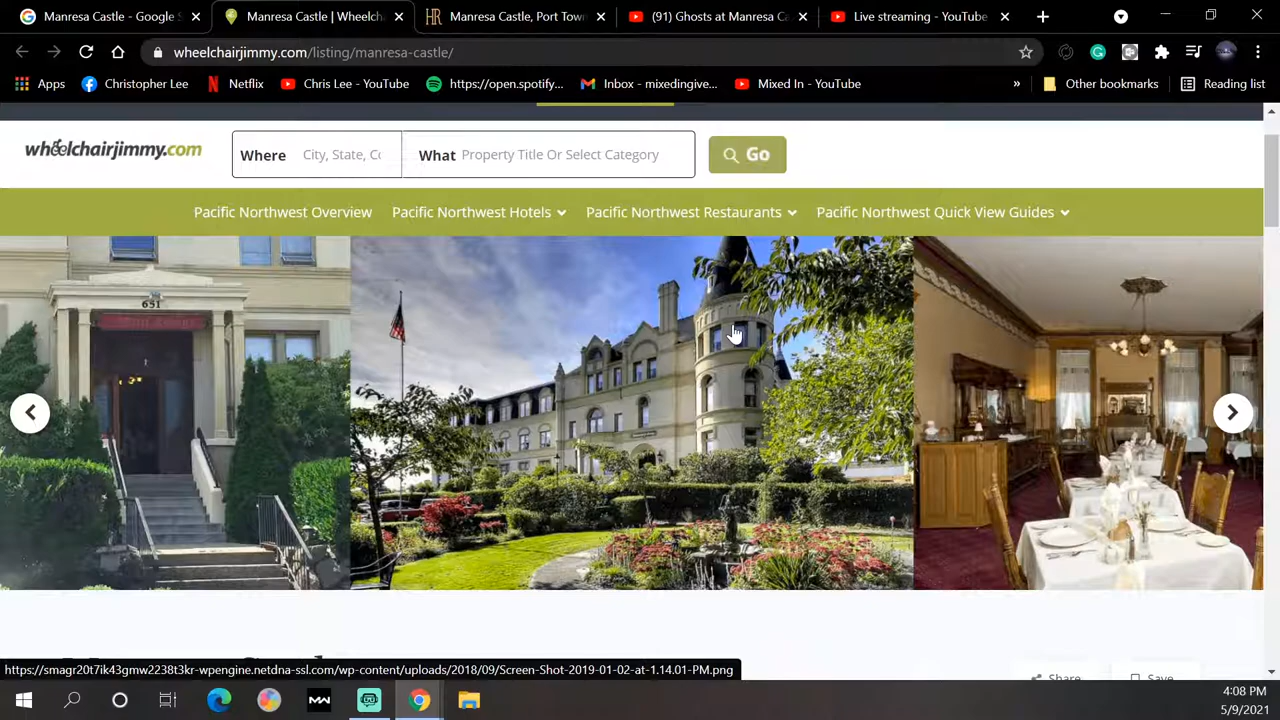 Manresa Castle - Google S
Manresa Castle | Wheelch
Manresa Castle, Port Town
(91) Ghosts at Manresa Ca
Live streaming - YouTube
wheelchairjimmy.com/listing/manresa-castle/
Apps
Christopher Lee
Netflix
Chris Lee - YouTube
https://open.spotify...
Inbox - mixedingive...
Mixed In - YouTube
»
Other bookmarks
Reading list
wheelchairjimmy.com
Where City, State, Co
What Property Title Or Select Category
Go
Pacific Northwest Overview
Pacific Northwest Hotels
Pacific Northwest Restaurants
Pacific Northwest Quick View Guides
651
https://smagr20t7ik43gmw2238t3kr-wpengine.netdna-ssl.com/wp-content/uploads/2018/09/Screen-Shot-2019-01-02-at-1.14.01-PM.png
Share
Save
4:08 PM
5/9/2021